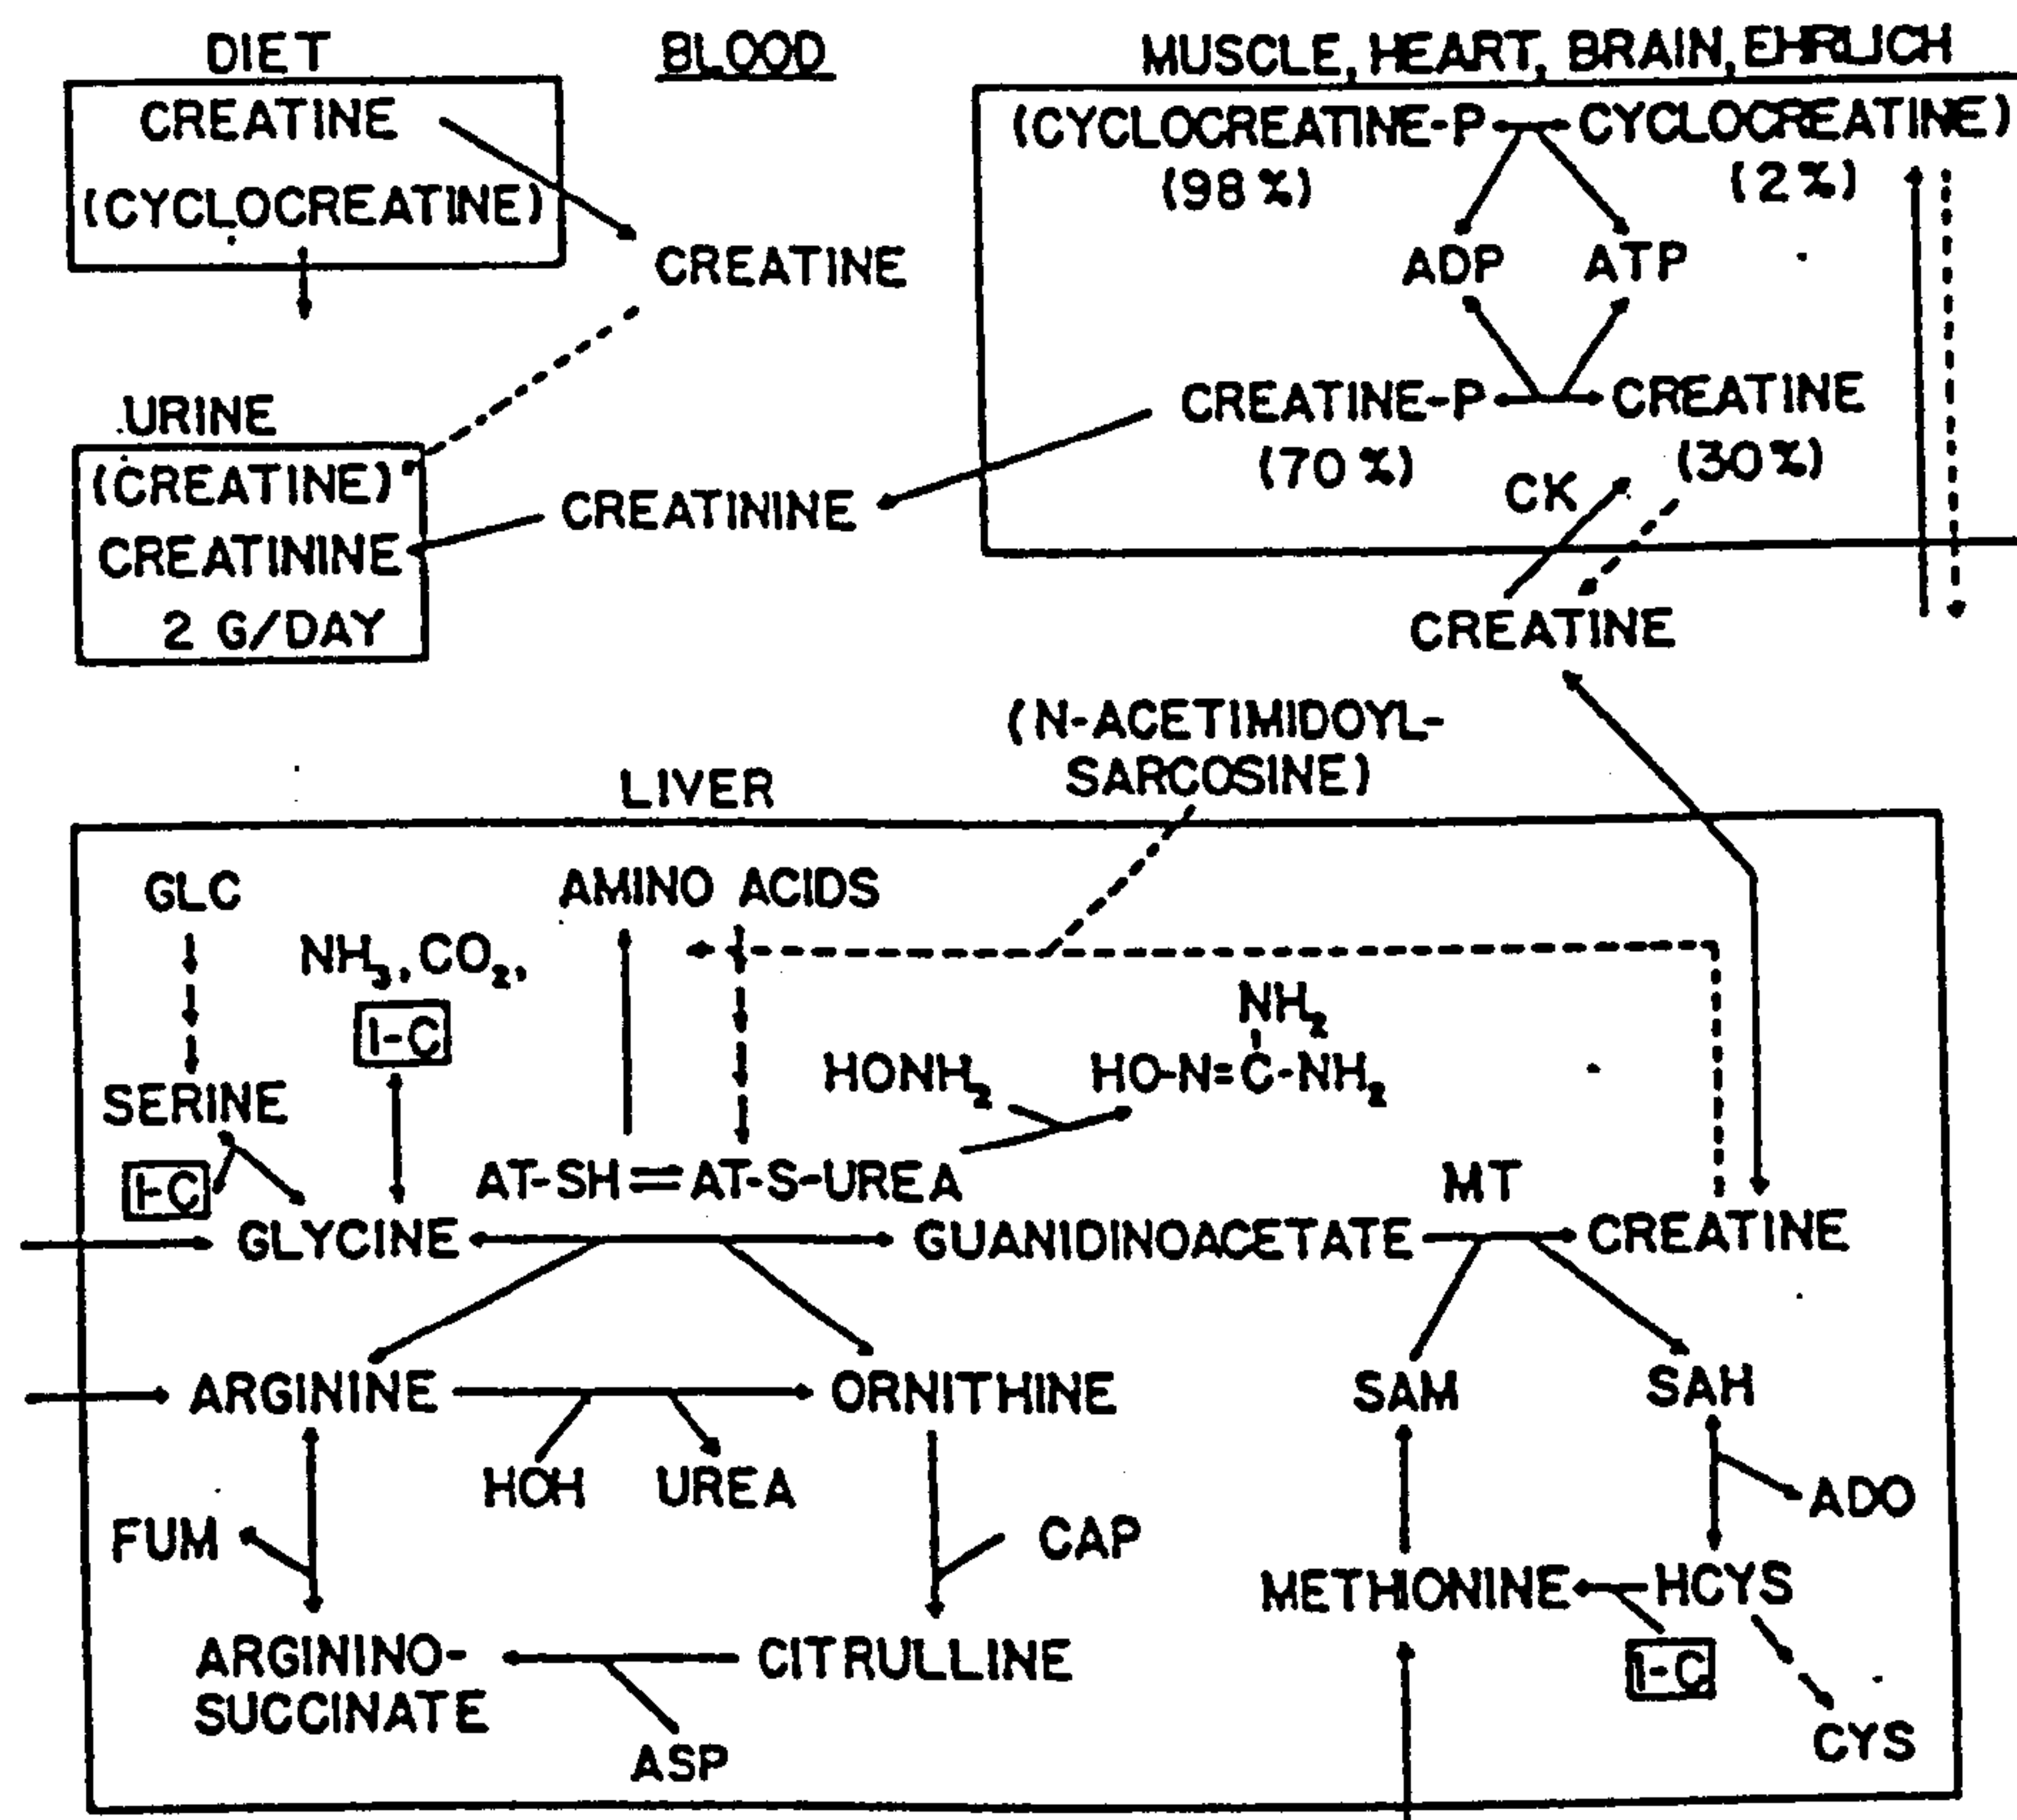 DIET
BLOOD
MUSCLE, HEART, BRAIN, EHRLICH
CREATINE
(CYCLOCREATINE)
CREATINE
(CYCLOCREATINE-P
(98%)
CYCLOCREATINE)
(2%)
ADP
ATP
CREATINE-P
(70%)
CREATINE
(30%)
CK
URINE
(CREATINE)
CREATININE
2 G/DAY
CREATININE
CREATINE
(N-ACETIMIDOYL-
SARCOSINE)
LIVER
GLC
AMINO ACIDS
NH3, CO2,
1-C
NH2
HONH2
HO-N=C-NH2
SERINE
1-C
AT-SH=AT-S-UREA
MT
GLYCINE
GUANIDINOACETATE
CREATINE
ARGININE
ORNITHINE
SAM
SAH
HOH
UREA
ADO
FUM
CAP
METHIONINE
HCYS
1-C
ARGININO-
SUCCINATE
CITRULLINE
ASP
CYS